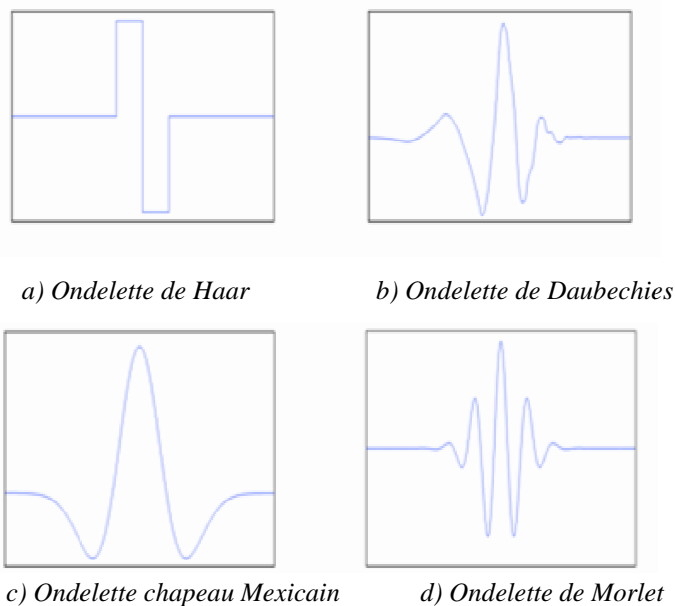 a) Ondelette de Haar
b) Ondelette de Daubechies
c) Ondelette chapeau Mexicain
d) Ondelette de Morlet